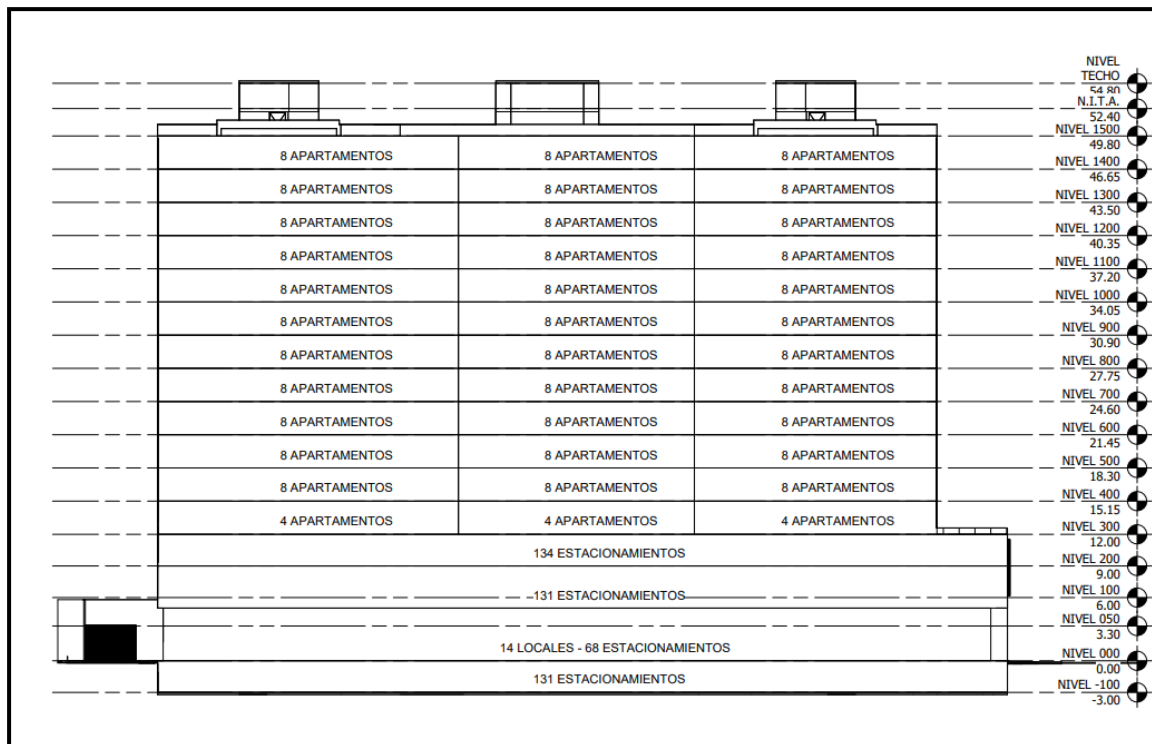 NIVEL
TECHO
54.80
N.I.T.A.
52.40
NIVEL 1500
49.80
8 APARTAMENTOS 8 APARTAMENTOS 8 APARTAMENTOS
NIVEL 1400
46.65
8 APARTAMENTOS 8 APARTAMENTOS 8 APARTAMENTOS
NIVEL 1300
43.50
8 APARTAMENTOS 8 APARTAMENTOS 8 APARTAMENTOS
NIVEL 1200
40.35
8 APARTAMENTOS 8 APARTAMENTOS 8 APARTAMENTOS
NIVEL 1100
37.20
8 APARTAMENTOS 8 APARTAMENTOS 8 APARTAMENTOS
NIVEL 1000
34.05
8 APARTAMENTOS 8 APARTAMENTOS 8 APARTAMENTOS
NIVEL 900
30.90
8 APARTAMENTOS 8 APARTAMENTOS 8 APARTAMENTOS
NIVEL 800
27.75
8 APARTAMENTOS 8 APARTAMENTOS 8 APARTAMENTOS
NIVEL 700
24.60
8 APARTAMENTOS 8 APARTAMENTOS 8 APARTAMENTOS
NIVEL 600
21.45
8 APARTAMENTOS 8 APARTAMENTOS 8 APARTAMENTOS
NIVEL 500
18.30
8 APARTAMENTOS 8 APARTAMENTOS 8 APARTAMENTOS
NIVEL 400
15.15
4 APARTAMENTOS 4 APARTAMENTOS 4 APARTAMENTOS
NIVEL 300
12.00
134 ESTACIONAMIENTOS
NIVEL 200
9.00
131 ESTACIONAMIENTOS
NIVEL 100
6.00
NIVEL 050
3.30
14 LOCALES - 68 ESTACIONAMIENTOS
NIVEL 000
0.00
131 ESTACIONAMIENTOS
NIVEL -100
-3.00